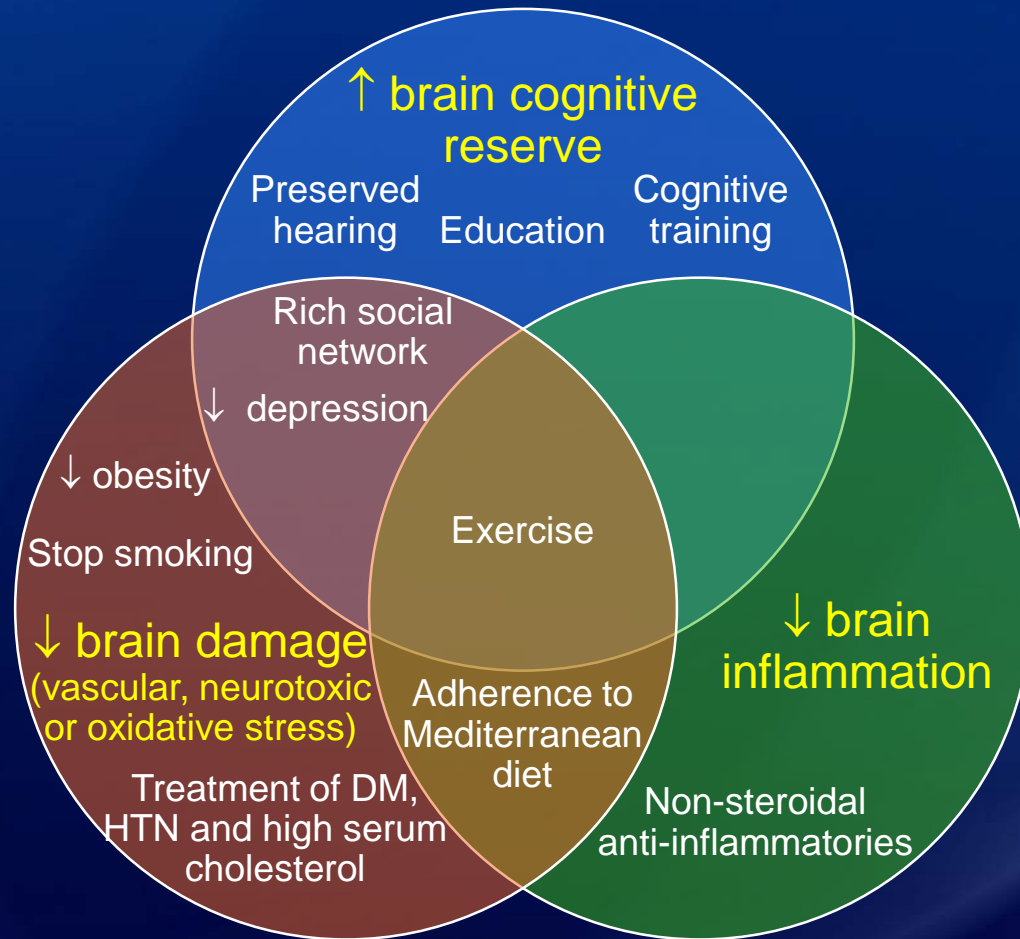 ↑ brain cognitive
reserve
Preserved
hearing
Education
Cognitive
training
Rich social
network
↓ depression
↓ obesity
Stop smoking
Exercise
↓ brain damage
(vascular, neurotoxic
or oxidative stress)
↓ brain
inflammation
Adherence to
Mediterranean
diet
Treatment of DM,
HTN and high serum
cholesterol
Non-steroidal
anti-inflammatories